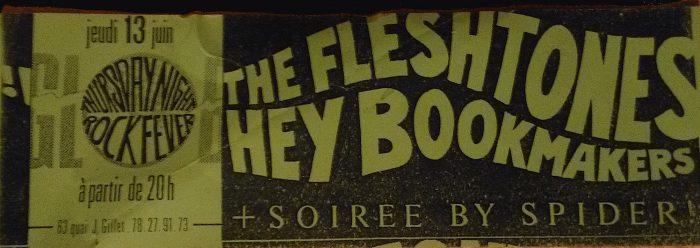 jeudi 13 juin
THURSDAY NIGHT
ROCK FEVER
à partir de 20h
63 quai J. Gillet 78 27 91 73
THE FLESHTONES
HEY BOOKMAKERS
+ SOIREE BY SPIDER